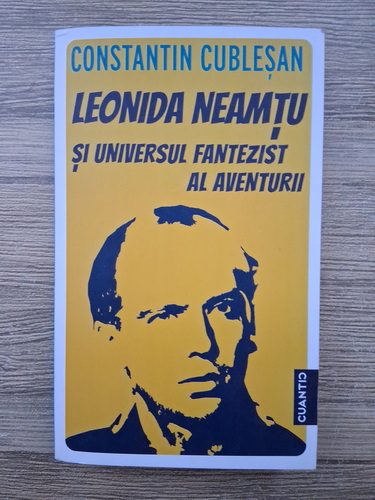 CONSTANTIN CUBLEȘAN
LEONIDA NEAMȚU
ȘI UNIVERSUL FANTEZIST
AL AVENTURII
CUANTIC